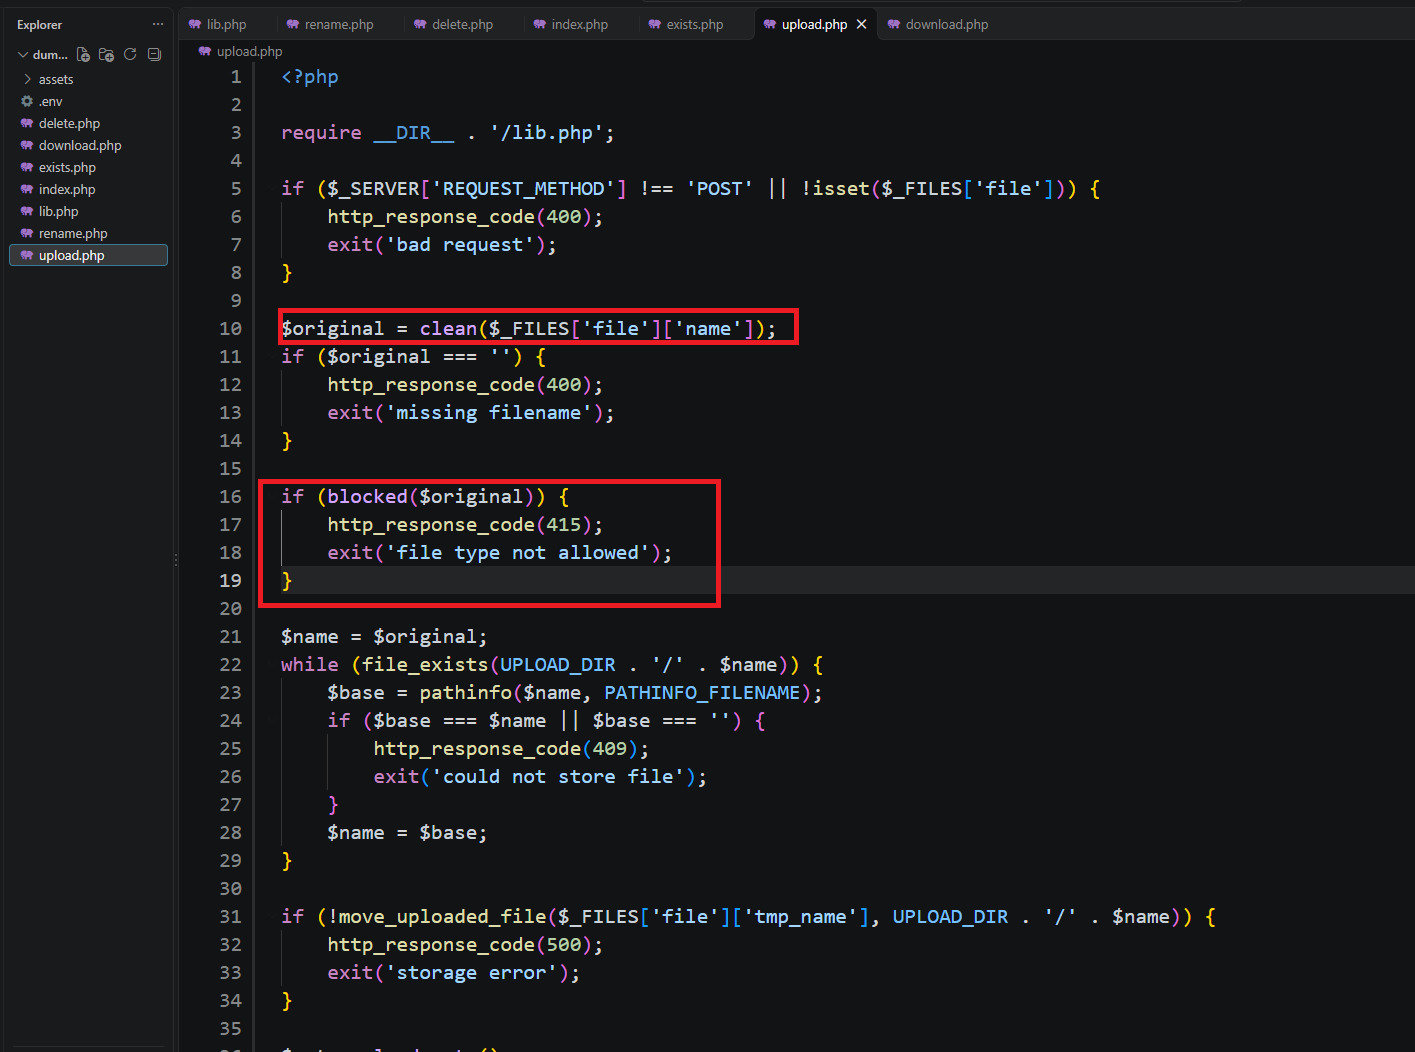 Explorer
···
lib.php
rename.php
delete.php
index.php
exists.php
upload.php
download.php
dum...
upload.php
assets
.env
delete.php
download.php
exists.php
index.php
lib.php
rename.php
upload.php
1 <?php
2
3 require __DIR__ . '/lib.php';
4
5 if ($_SERVER['REQUEST_METHOD'] !== 'POST' || !isset($_FILES['file'])) {
6     http_response_code(400);
7     exit('bad request');
8 }
9
10 $original = clean($_FILES['file']['name']);
11 if ($original === '') {
12     http_response_code(400);
13     exit('missing filename');
14 }
15
16 if (blocked($original)) {
17     http_response_code(415);
18     exit('file type not allowed');
19 }
20
21 $name = $original;
22 while (file_exists(UPLOAD_DIR . '/' . $name)) {
23     $base = pathinfo($name, PATHINFO_FILENAME);
24     if ($base === $name || $base === '') {
25         http_response_code(409);
26         exit('could not store file');
27     }
28     $name = $base;
29 }
30
31 if (!move_uploaded_file($_FILES['file']['tmp_name'], UPLOAD_DIR . '/' . $name)) {
32     http_response_code(500);
33     exit('storage error');
34 }
35